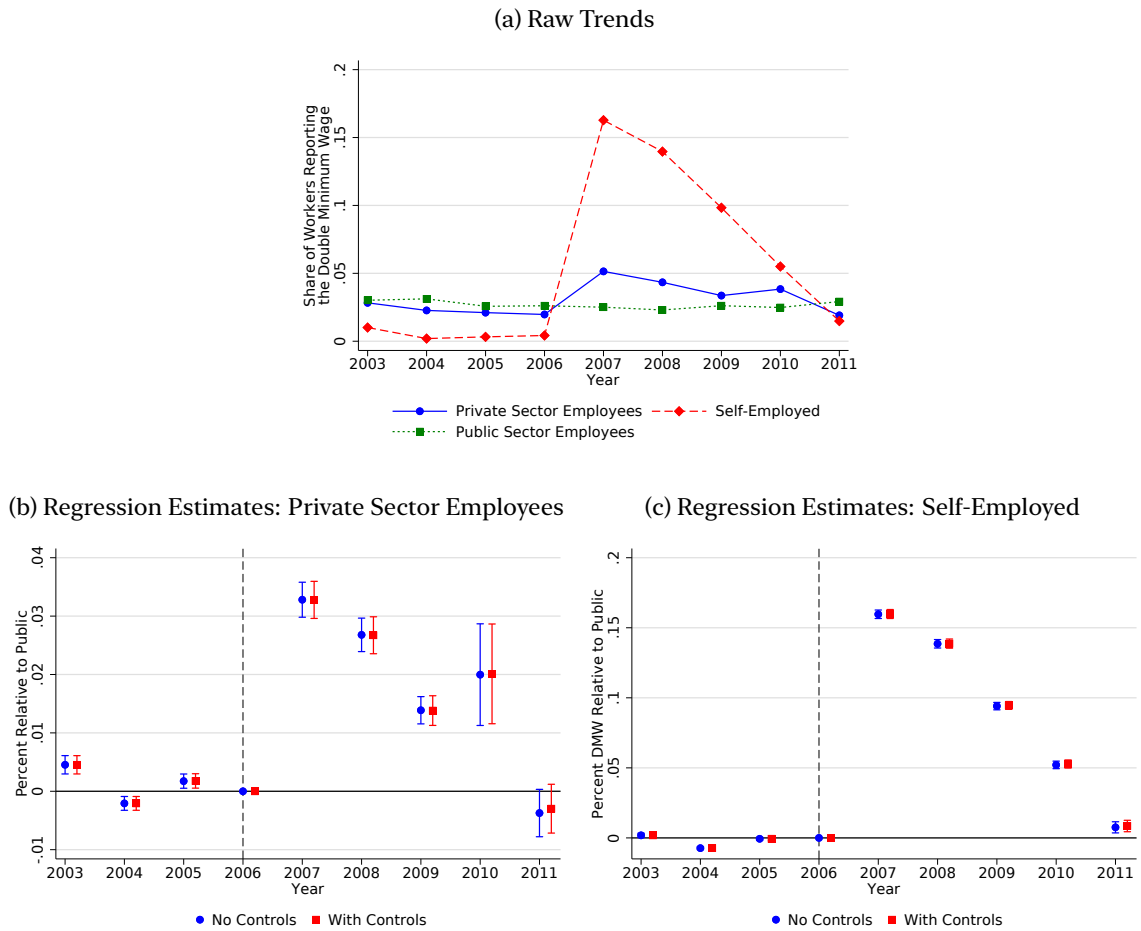 (a) Raw Trends
Share of Workers Reporting
the Double Minimum Wage
.2
.15
.1
.05
0
2003 2004 2005 2006 2007 2008 2009 2010 2011
Year
Private Sector Employees
Self-Employed
Public Sector Employees
(b) Regression Estimates: Private Sector Employees
Percent Relative to Public
.04
.03
.02
.01
0
-.01
2003 2004 2005 2006 2007 2008 2009 2010 2011
Year
No Controls
With Controls
(c) Regression Estimates: Self-Employed
Percent DMW Relative to Public
.2
.15
.1
.05
0
2003 2004 2005 2006 2007 2008 2009 2010 2011
Year
No Controls
With Controls